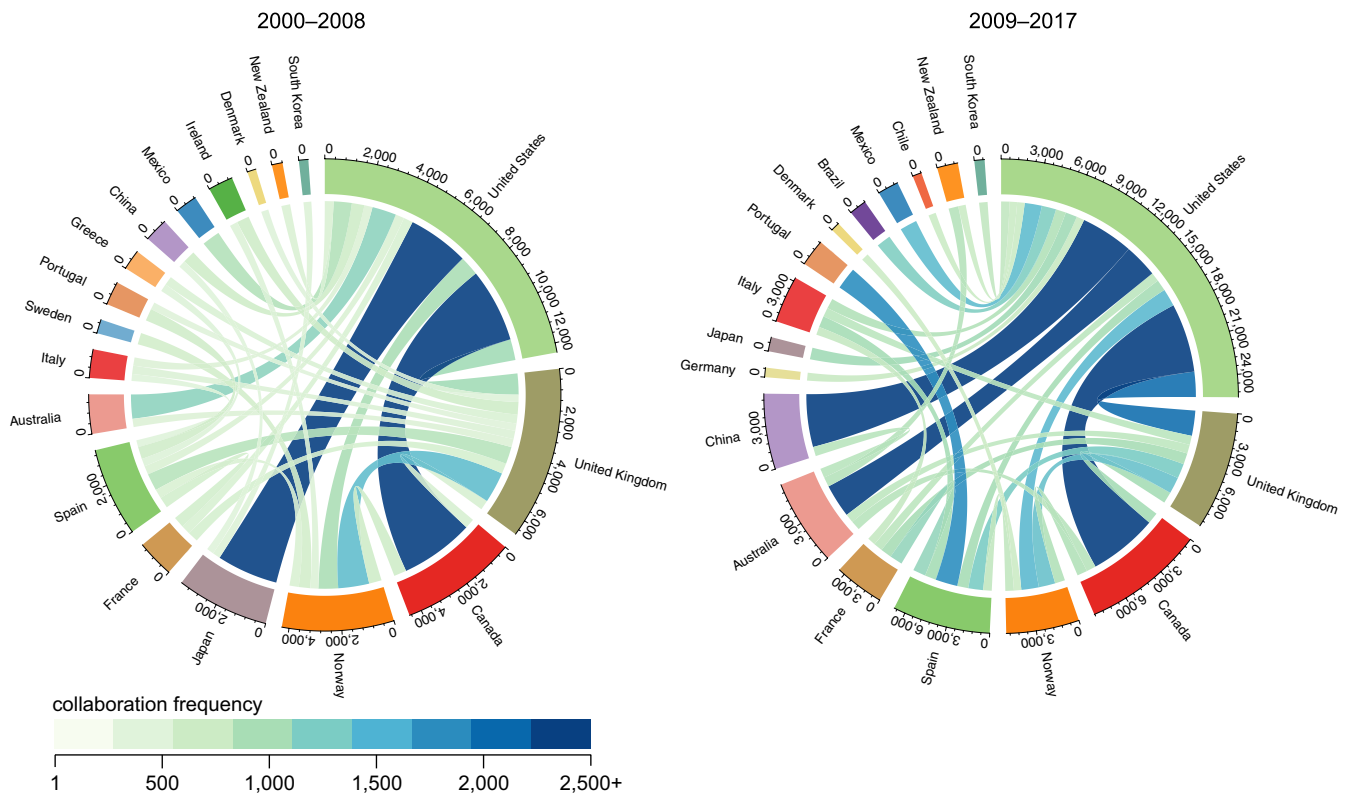 2000–2008
2009–2017
South Korea
0
New Zealand
0
Denmark
0
Ireland
0
Mexico
0
China
0
Greece
0
Portugal
0
Sweden
0
Italy
0
Australia
0
Spain
2,000
0
France
0
Japan
2,000
0
Norway
4,000
2,000
0
Canada
4,000
2,000
0
United Kingdom
0
2,000
4,000
6,000
United States
0
2,000
4,000
6,000
8,000
10,000
12,000
South Korea
0
New Zealand
0
Chile
0
Mexico
0
Brazil
0
Denmark
0
Portugal
0
Italy
3,000
0
Japan
0
Germany
0
China
3,000
0
Australia
3,000
0
France
3,000
0
Spain
6,000
3,000
0
Norway
3,000
0
Canada
6,000
3,000
0
United Kingdom
0
3,000
6,000
United States
0
3,000
6,000
9,000
12,000
15,000
18,000
21,000
24,000
collaboration frequency
1
500
1,000
1,500
2,000
2,500+